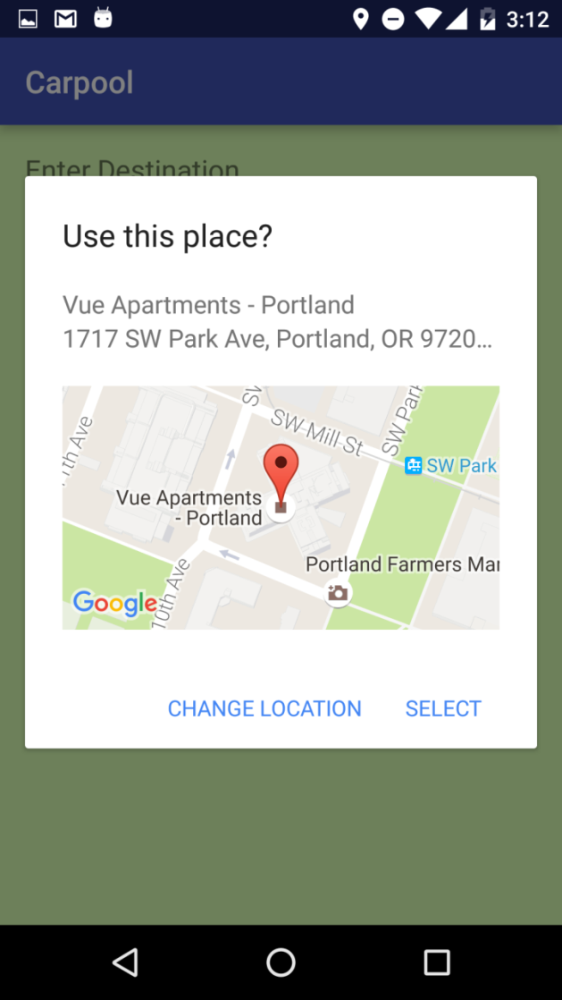 3:12
Carpool
Enter Destination
Use this place?
Vue Apartments - Portland
1717 SW Park Ave, Portland, OR 9720...
SW
SW Mill St
SW Park
11th Ave
SW Park
Vue Apartments
- Portland
Portland Farmers Mar
10th Ave
Google
CHANGE LOCATION
SELECT